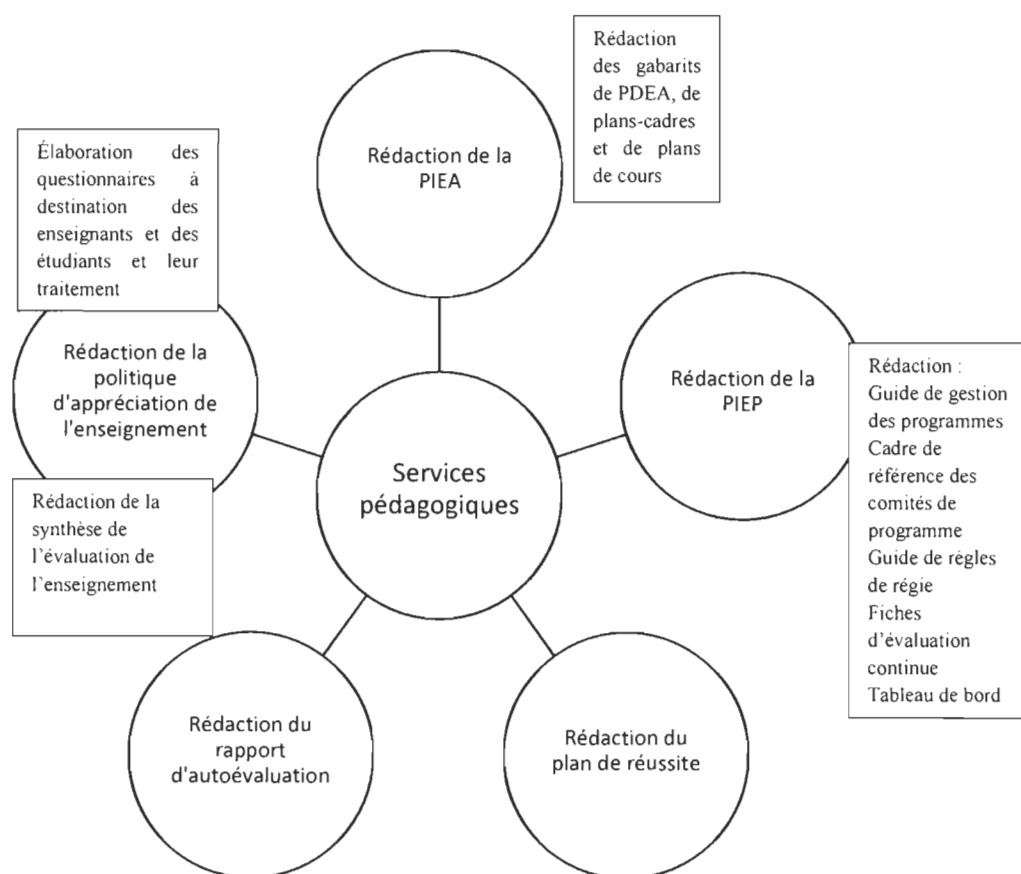 Rédaction de la
PIEA
Rédaction
des gabarits
de PDEA, de
plans-cadres
et de plans
de cours
Élaboration des
questionnaires à
destination des
enseignants et des
étudiants et leur
traitement
Rédaction de la
politique
d'appréciation de
l'enseignement
Rédaction de la
synthèse de
l'évaluation de
l'enseignement
Rédaction de la
PIEP
Rédaction :
Guide de gestion
des programmes
Cadre de
référence des
comités de
programme
Guide de règles
de régie
Fiches
d'évaluation
continue
Tableau de bord
Services
pédagogiques
Rédaction du
rapport
d'autoévaluation
Rédaction du
plan de réussite